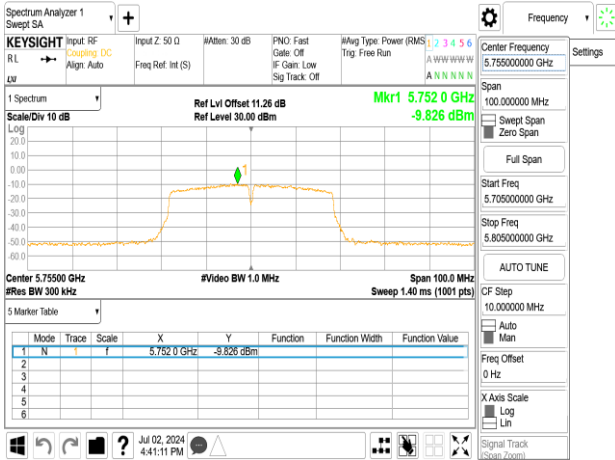 Spectrum Analyzer 1
Swept SA
Frequency
Settings
KEYSIGHT
RL
Input: RF
Coupling: DC
Align: Auto
Input Z: 50 Ω
Freq Ref: Int (S)
#Atten: 30 dB
PNO: Fast
Gate: Off
IF Gain: Low
Sig Track: Off
#Avg Type: Power (RMS
Trig: Free Run
1 2 3 4 5 6
A W W W W W
A N N N N N
1 Spectrum
Scale/Div 10 dB
Ref Lvl Offset 11.26 dB
Ref Level 30.00 dBm
Mkr1 5.752 0 GHz
-9.826 dBm
Log
20.0
10.0
0.00
-10.0
-20.0
-30.0
-40.0
-50.0
-60.0
1
Center 5.75500 GHz
#Res BW 300 kHz
#Video BW 1.0 MHz
Span 100.0 MHz
Sweep 1.40 ms (1001 pts)
5 Marker Table
Mode Trace Scale X Y Function Function Width Function Value
1 N 1 f 5.752 0 GHz -9.826 dBm
2
3
4
5
6
Jul 02, 2024
4:41:11 PM
Center Frequency
5.755000000 GHz
Span
100.000000 MHz
Swept Span
Zero Span
Full Span
Start Freq
5.705000000 GHz
Stop Freq
5.805000000 GHz
AUTO TUNE
CF Step
10.000000 MHz
Auto
Man
Freq Offset
0 Hz
X Axis Scale
Log
Lin
Signal Track
(Span Zoom)